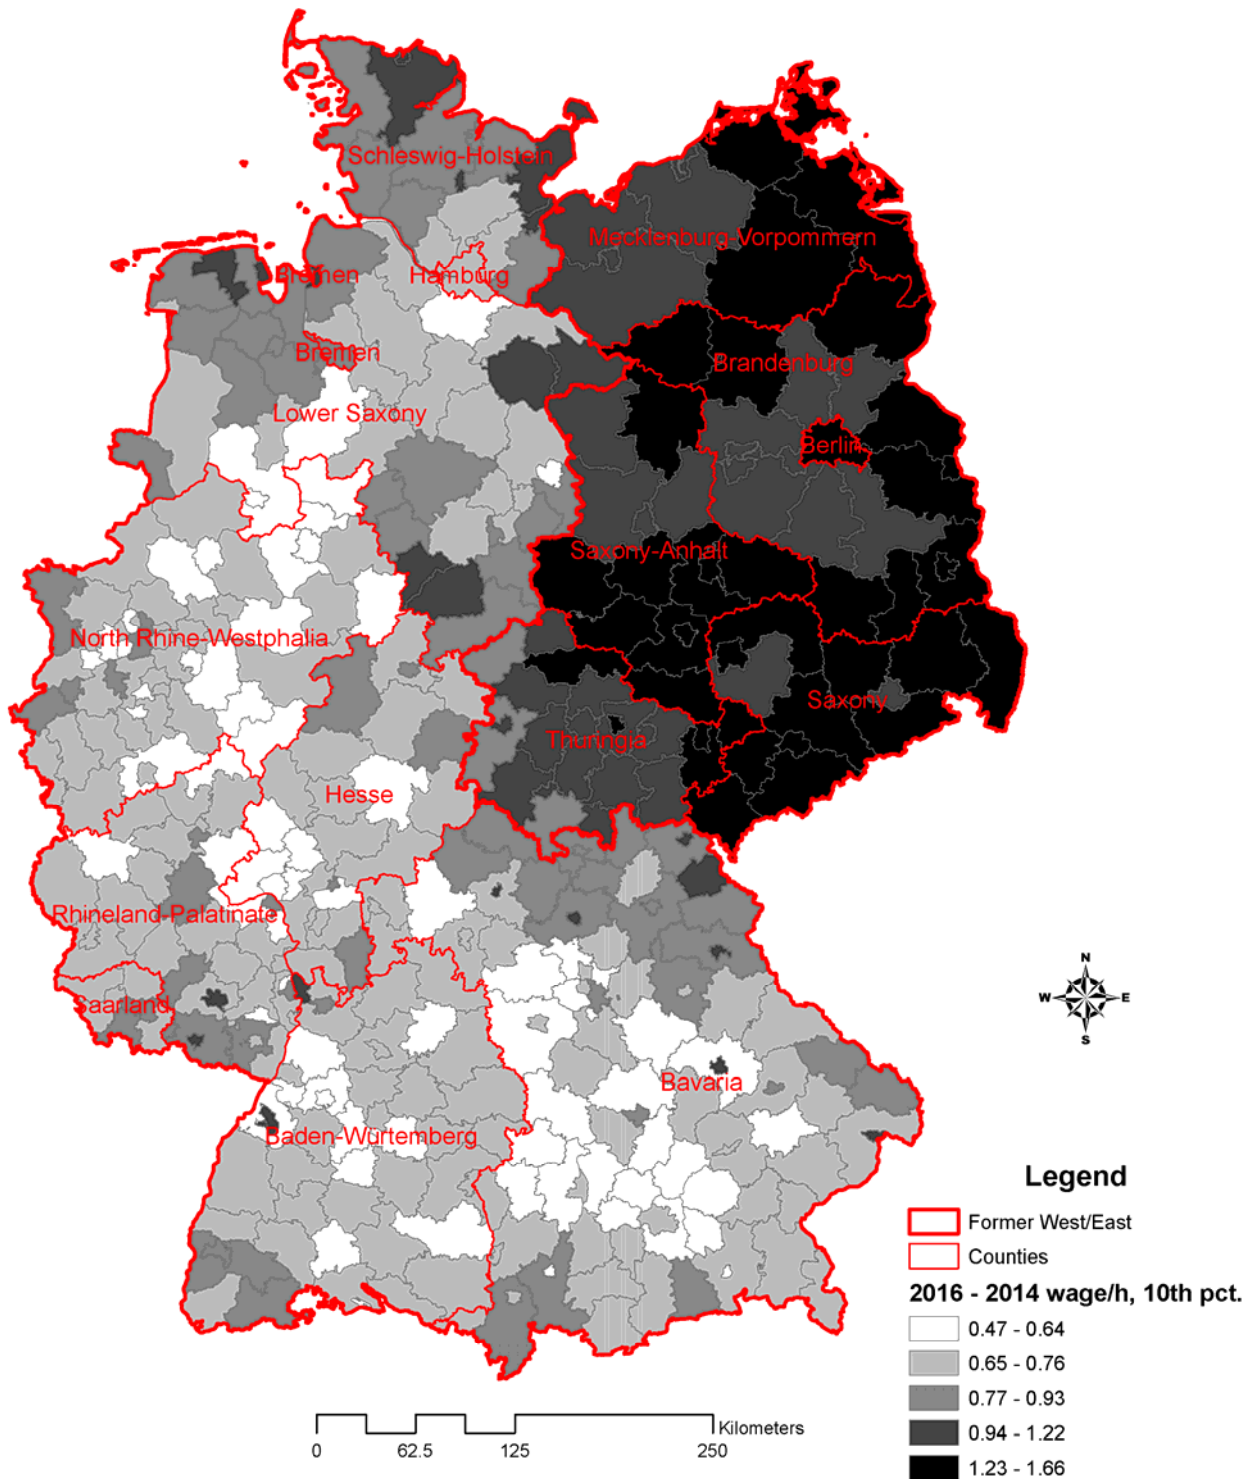 Schleswig-Holstein
Mecklenburg-Vorpommern
Bremen
Hamburg
Bremen
Brandenburg
Lower Saxony
Berlin
Saxony-Anhalt
North Rhine-Westphalia
Saxony
Thuringia
Hesse
Rhineland-Palatinate
Saarland
Bavaria
Baden-Würtemberg
N
W E
S
Legend
Former West/East
Counties
2016 - 2014 wage/h, 10th pct.
0.47 - 0.64
0.65 - 0.76
0.77 - 0.93
0.94 - 1.22
1.23 - 1.66
Kilometers
0 62.5 125 250